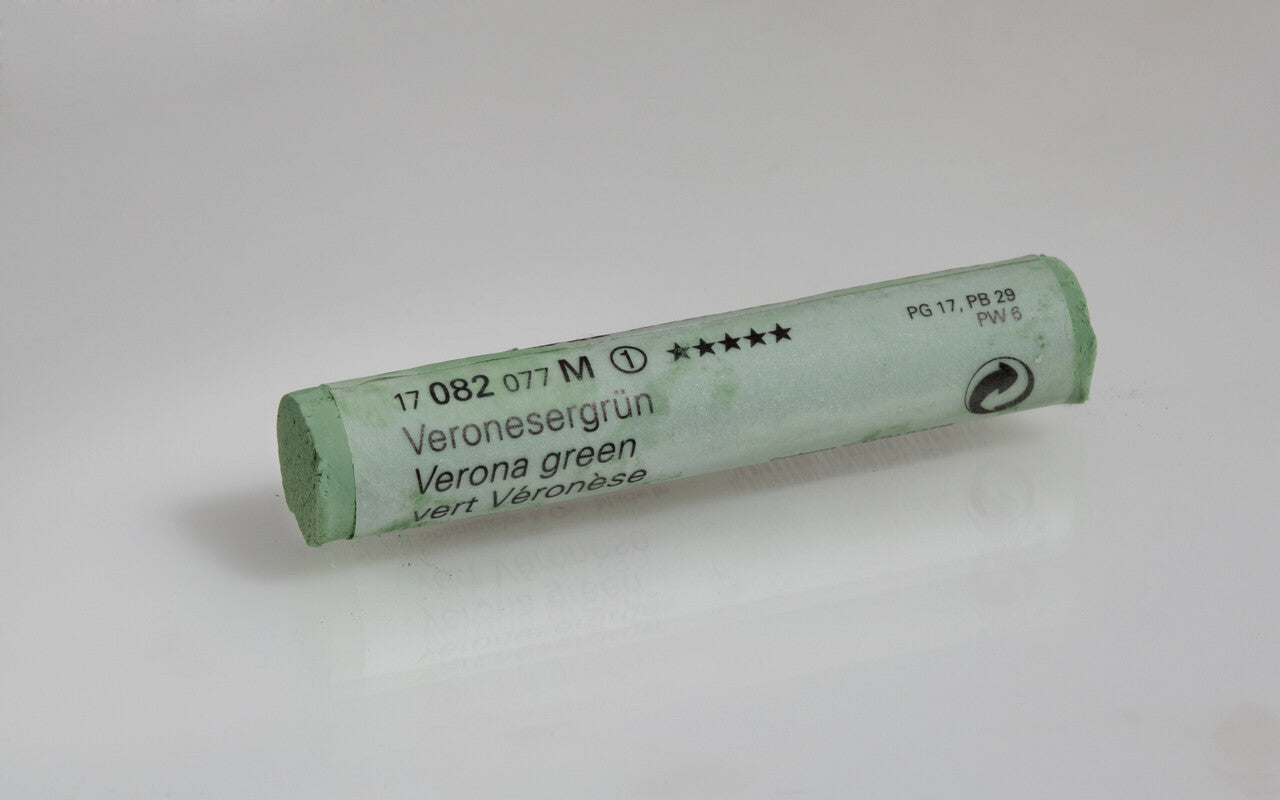 17 082 077 M 1 ★★★★★
Veronesergrün
Verona green
vert Véronèse
PG 17, PB 29
PW 6